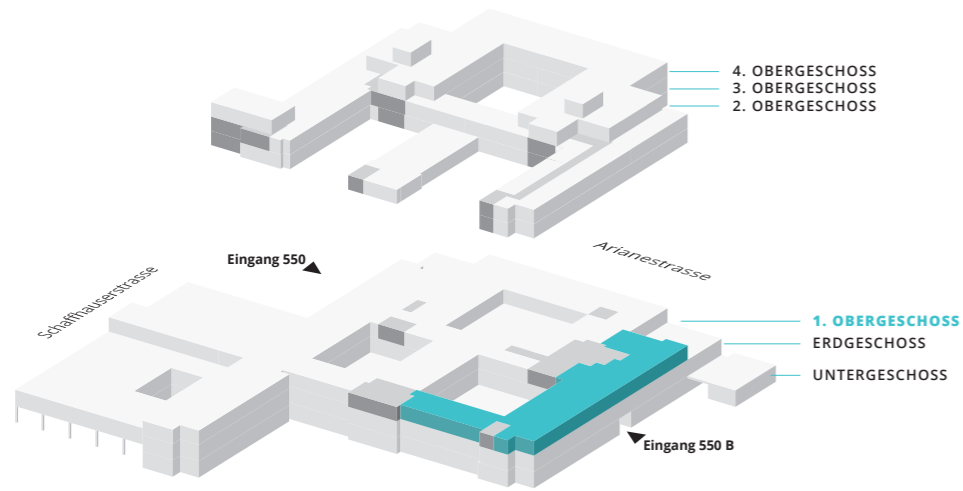 4. OBERGESCHOSS
3. OBERGESCHOSS
2. OBERGESCHOSS
Arianestrasse
Eingang 550
Schaffhauserstrasse
1. OBERGESCHOSS
ERDGESCHOSS
UNTERGESCHOSS
Eingang 550 B